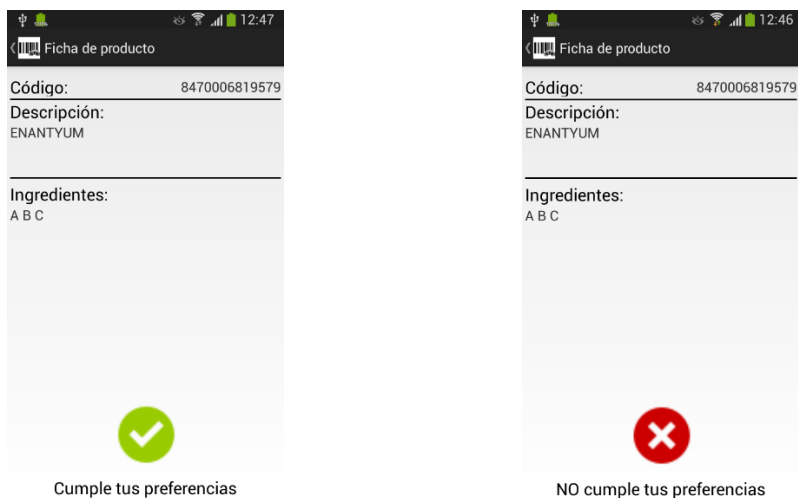 12:47
Ficha de producto
Código: 8470006819579
Descripción:
ENANTYUM
Ingredientes:
A B C
Cumple tus preferencias
12:46
Ficha de producto
Código: 8470006819579
Descripción:
ENANTYUM
Ingredientes:
A B C
NO cumple tus preferencias